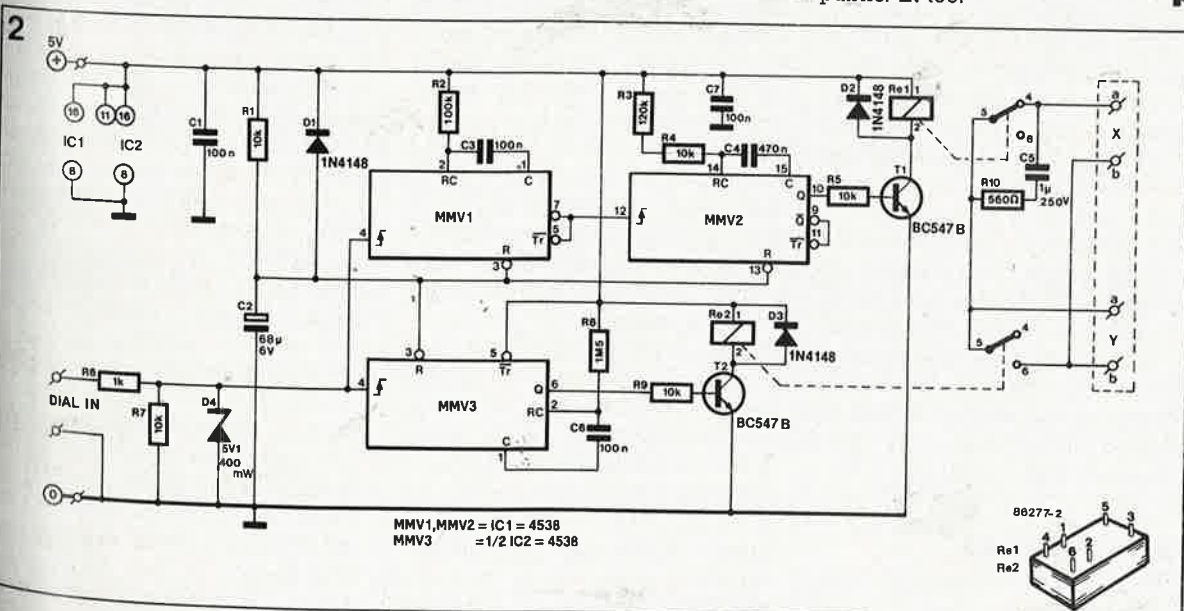 2
5V
+
16
11
16
IC1
IC2
8
8
C1
100n
R1
10k
D1
1N4148
R2
100k
C3
100n
2
RC
1
C
MMV1
4
7
5
Tr
R
3
R3
120k
R4
10k
C7
100n
C4
470n
14
RC
15
C
12
MMV2
Q
10
Q
9
11
Tr
R
13
R5
10k
D2
1N4148
Re1
1
2
T1
BC547B
5
4
6
R10
560Ω
C5
1µ
250V
a
X
b
a
Y
b
C2
68µ
6V
1
3
R
5
Tr
4
MMV3
Q
6
RC
2
C
1
R8
1M5
C6
100n
R9
10k
Re2
1
2
D3
1N4148
T2
BC547B
5
4
6
R6
1k
DIAL IN
R7
10k
D4
5V1
400
mW
0
MMV1,MMV2 = IC1 = 4538
MMV3 =1/2 IC2 = 4538
86277-2
Re1
Re2
4
1
6
2
5
3